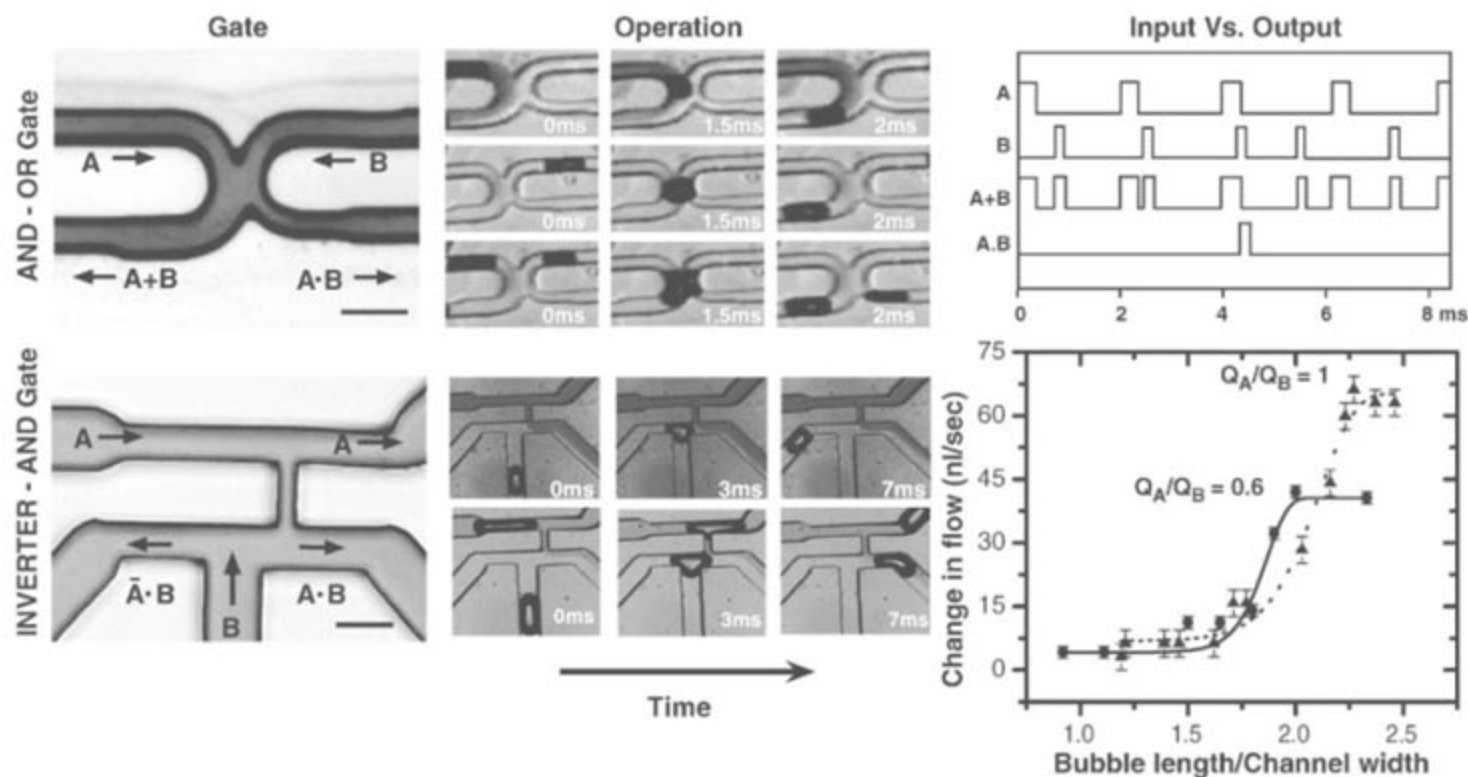 Gate
Operation
Input Vs. Output
AND - OR Gate
A
B
A+B
A·B
0ms
1.5ms
2ms
0ms
1.5ms
2ms
0ms
1.5ms
2ms
A
B
A+B
A.B
0
2
4
6
8 ms
INVERTER - AND Gate
A
A
Ā·B
B
A·B
0ms
3ms
7ms
0ms
3ms
7ms
Time
75
60
45
30
15
0
Change in flow (nl/sec)
Q_A/Q_B = 1
Q_A/Q_B = 0.6
1.0
1.5
2.0
2.5
Bubble length/Channel width